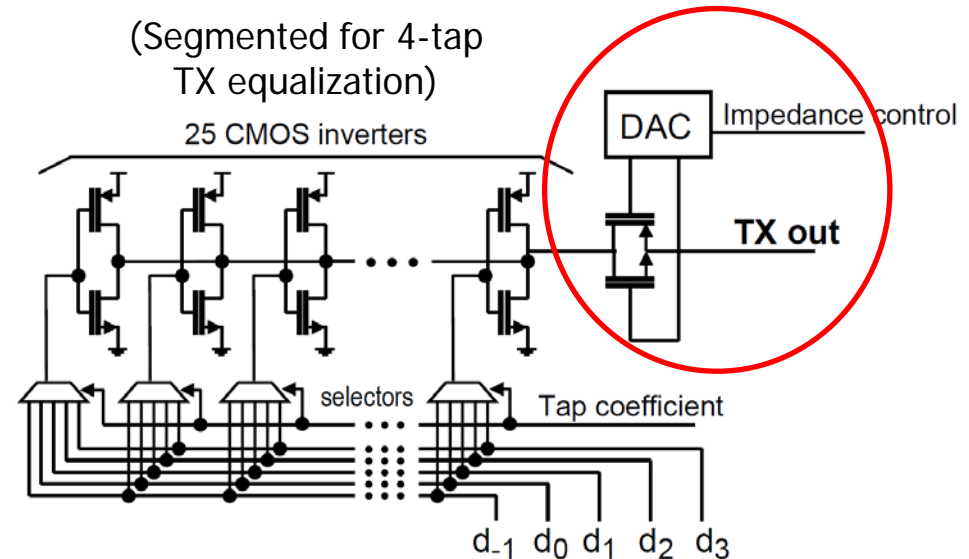 (Segmented for 4-tap
TX equalization)
25 CMOS inverters
DAC
Impedance control
TX out
selectors
Tap coefficient
d-1 d0 d1 d2 d3